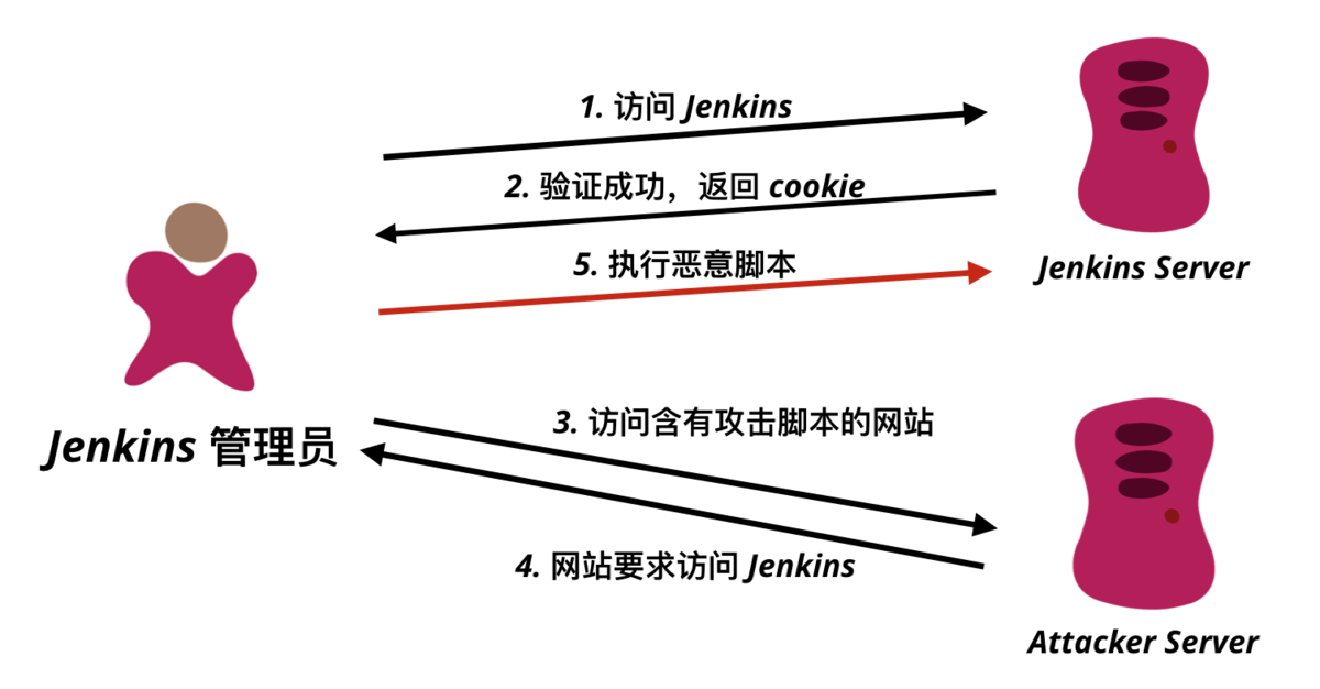 1. 访问 Jenkins
2. 验证成功，返回 cookie
5. 执行恶意脚本
Jenkins Server
Jenkins 管理员
3. 访问含有攻击脚本的网站
4. 网站要求访问 Jenkins
Attacker Server